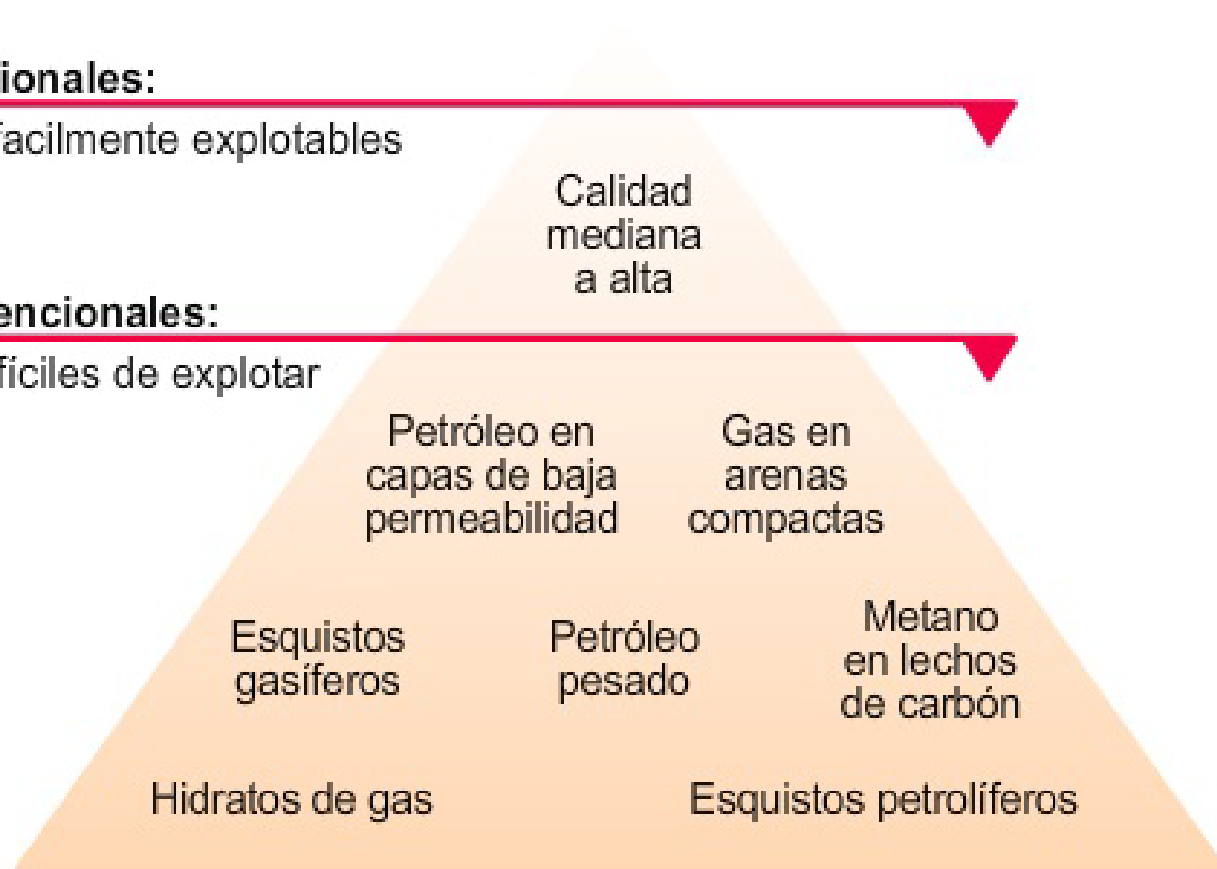 ionales:
facilmente explotables
Calidad
mediana
a alta
encionales:
fíciles de explotar
Petróleo en
capas de baja
permeabilidad
Gas en
arenas
compactas
Esquistos
gasíferos
Petróleo
pesado
Metano
en lechos
de carbón
Hidratos de gas
Esquistos petrolíferos